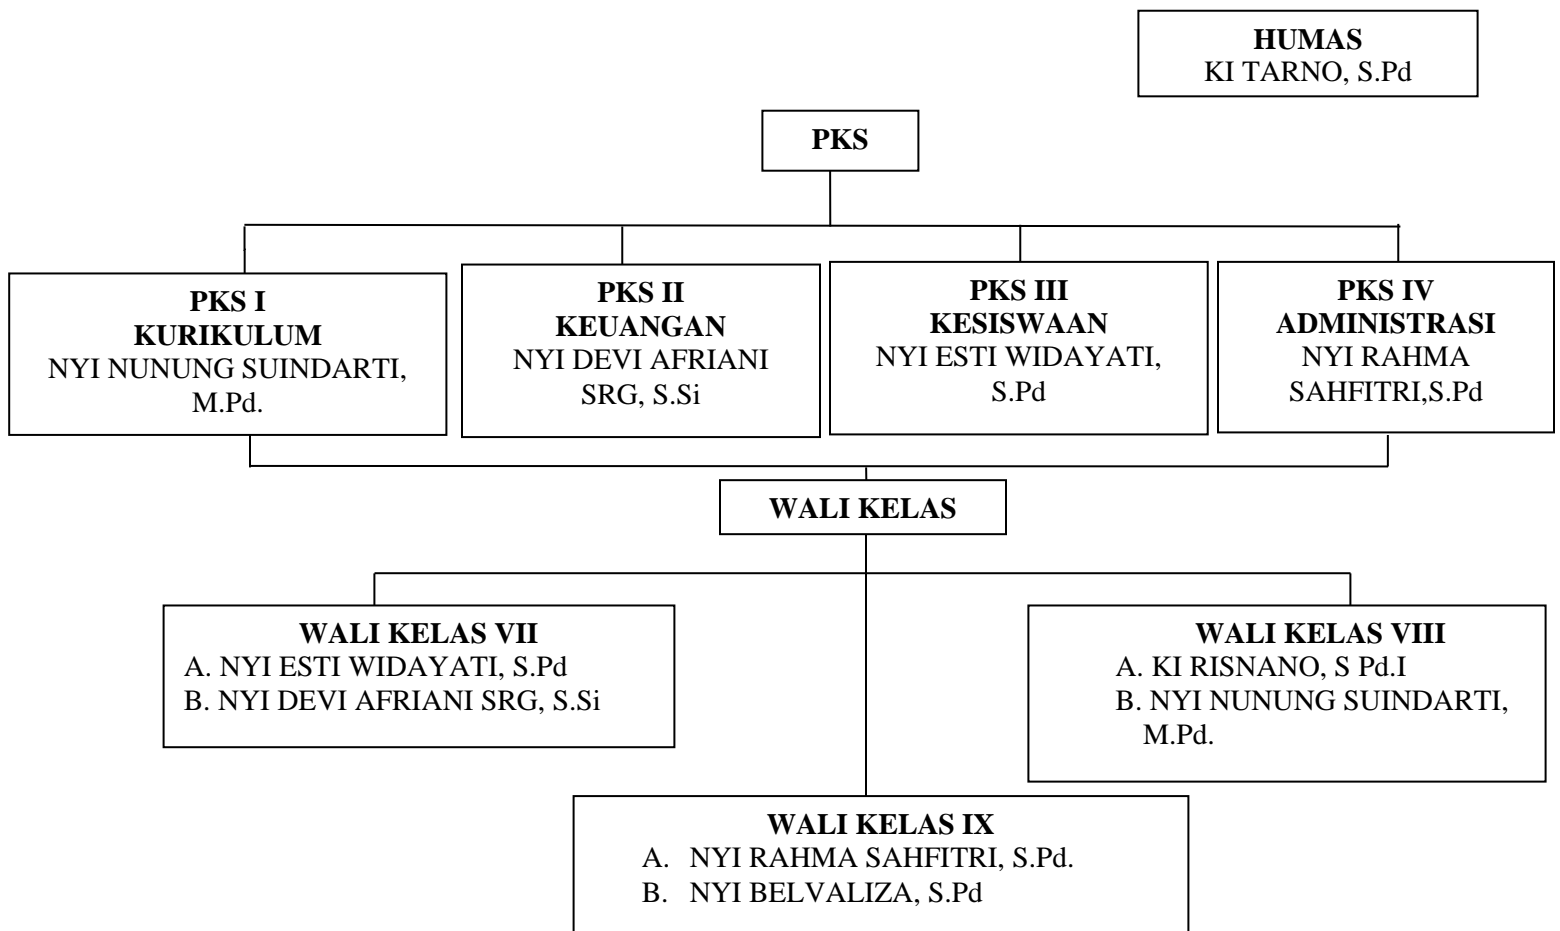 HUMAS
KI TARNO, S.Pd
PKS
PKS I
KURIKULUM
NYI NUNUNG SUINDARTI,
M.Pd.
PKS II
KEUANGAN
NYI DEVI AFRIANI
SRG, S.Si
PKS III
KESISWAAN
NYI ESTI WIDAYATI,
S.Pd
PKS IV
ADMINISTRASI
NYI RAHMA
SAHFITRI,S.Pd
WALI KELAS
WALI KELAS VII
A. NYI ESTI WIDAYATI, S.Pd
B. NYI DEVI AFRIANI SRG, S.Si
WALI KELAS VIII
A. KI RISNANO, S Pd.I
B. NYI NUNUNG SUINDARTI,
M.Pd.
WALI KELAS IX
A. NYI RAHMA SAHFITRI, S.Pd.
B. NYI BELVALIZA, S.Pd